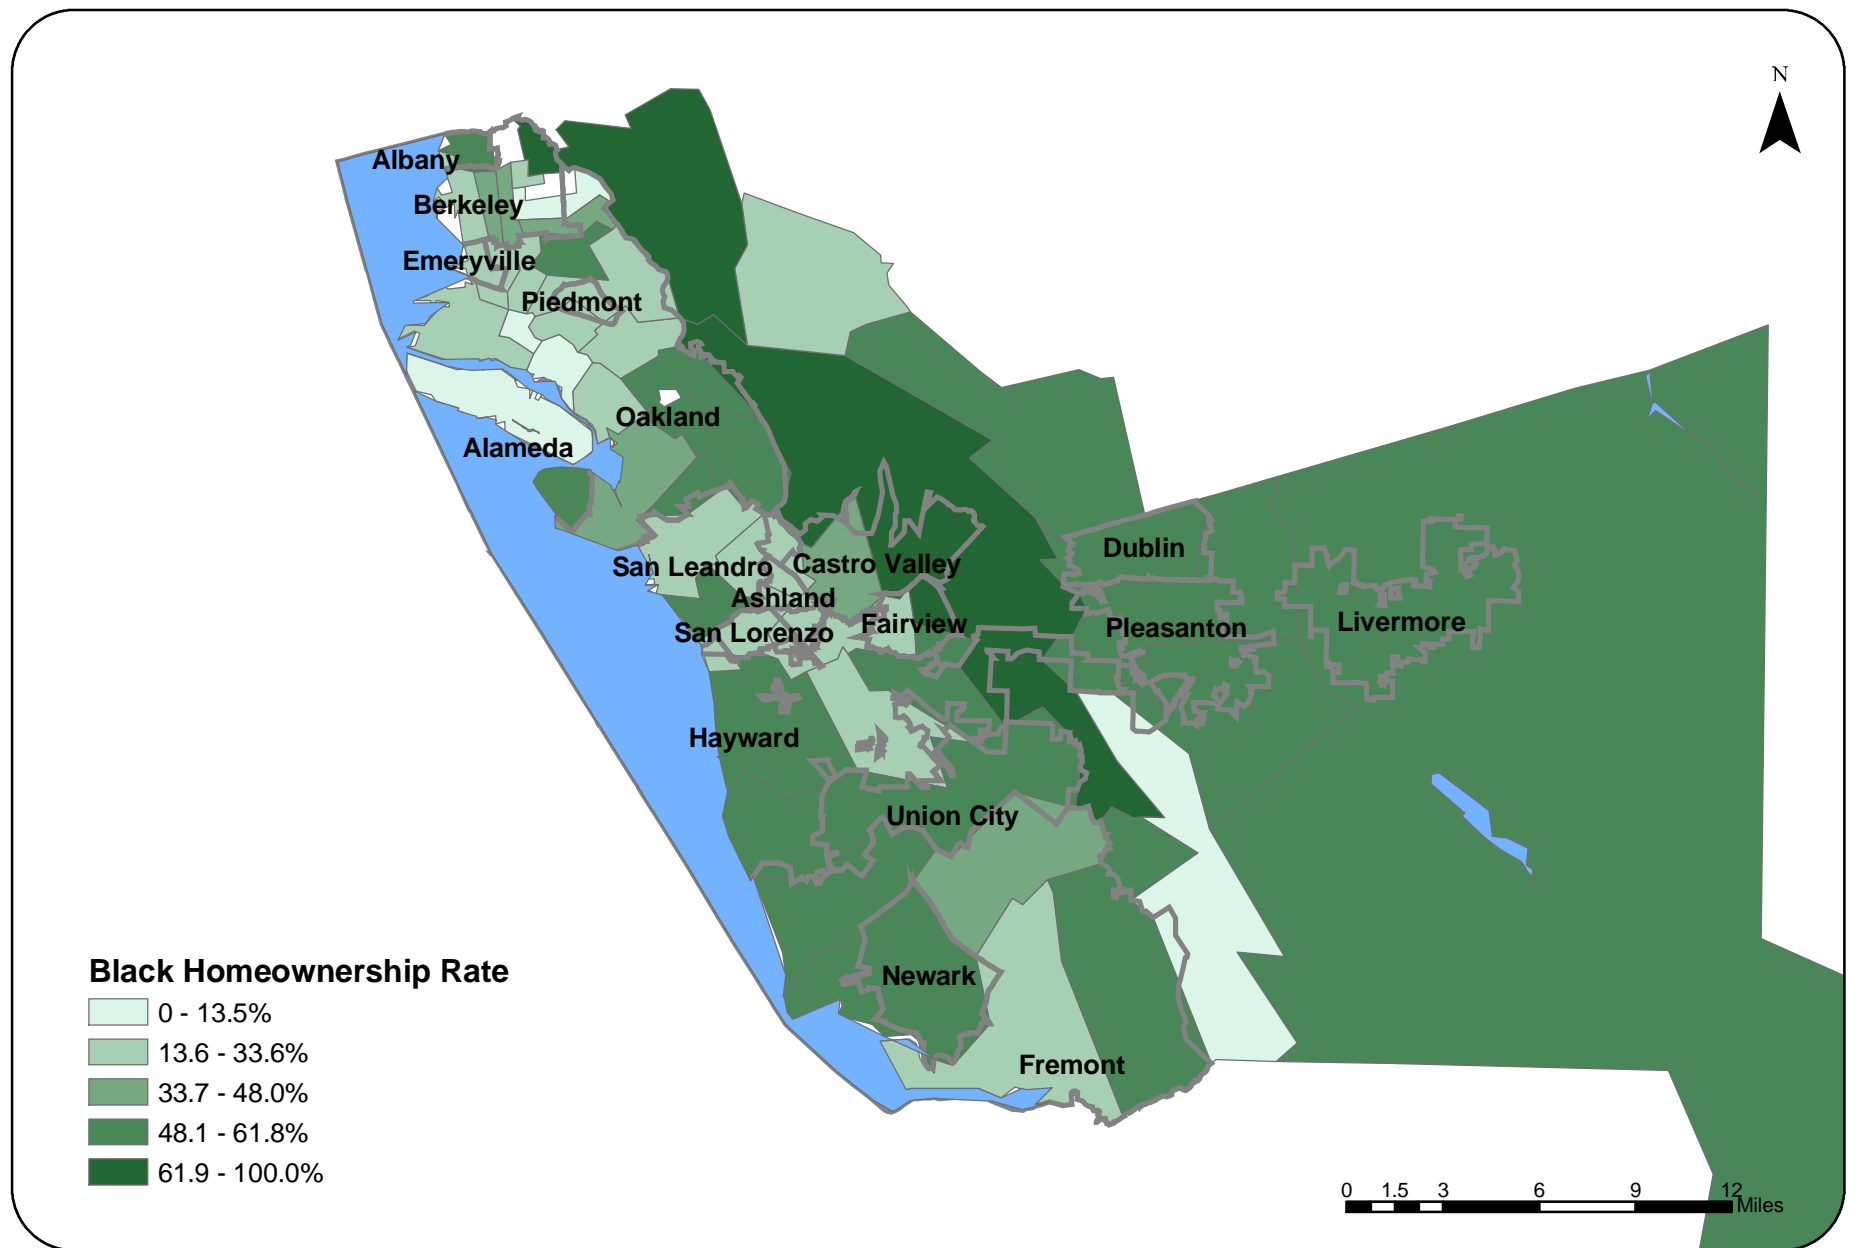 N
Albany
Berkeley
Emeryville
Piedmont
Oakland
Alameda
Dublin
San Leandro
Castro Valley
Ashland
Fairview
San Lorenzo
Pleasanton
Livermore
Hayward
Union City
Newark
Fremont
Black Homeownership Rate
0 - 13.5%
13.6 - 33.6%
33.7 - 48.0%
48.1 - 61.8%
61.9 - 100.0%
0 1.5 3 6 9 12
Miles